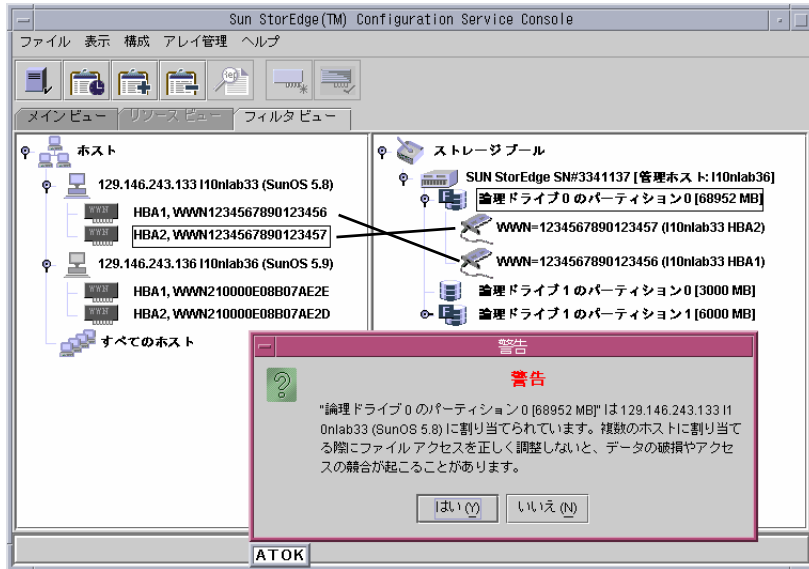 Sun StorEdge(TM) Configuration Service Console
ファイル 表示 構成 アレイ管理 ヘルプ
メインビュー リソース ビュー フィルタ ビュー
ホスト
129.146.243.133 l10nlab33 (SunOS 5.8)
HBA1, WWN1234567890123456
HBA2, WWN1234567890123457
129.146.243.136 l10nlab36 (SunOS 5.9)
HBA1, WWN210000E08B07AE2E
HBA2, WWN210000E08B07AE2D
すべてのホスト
ストレージ プール
SUN StorEdge SN#3341137 [管理ホスト: l10nlab36]
論理ドライブ 0 のパーティション 0 [68952 MB]
WWN=1234567890123457 (l10nlab33 HBA2)
WWN=1234567890123456 (l10nlab33 HBA1)
論理ドライブ 1 のパーティション 0 [3000 MB]
論理ドライブ 1 のパーティション 1 [6000 MB]
警告
警告
"論理ドライブ 0 のパーティション 0 [68952 MB]" は 129.146.243.133 l1
0nlab33 (SunOS 5.8) に割り当てられています。複数のホストに割り当て
る際にファイル アクセスを正しく調整しないと、データの破損やアクセ
スの競合が起こることがあります。
はい (Y) いいえ (N)
ATOK